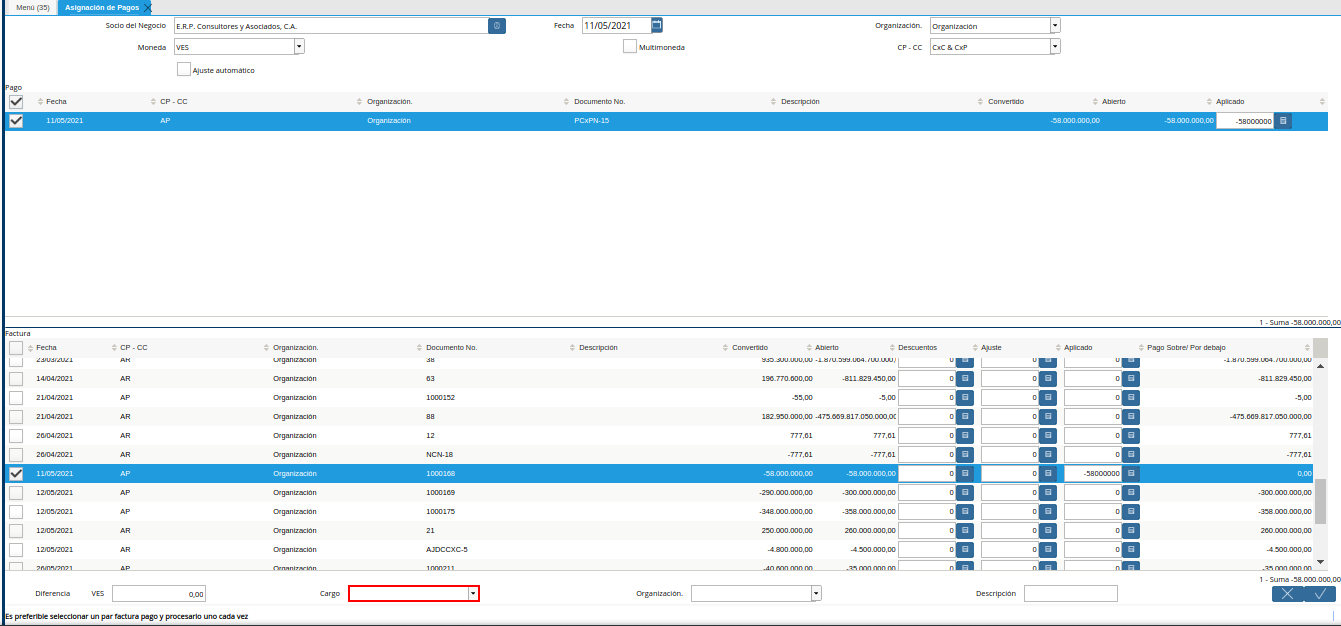 Menú (35) Asignación de Pagos
Socio del Negocio E.R.P. Consultores y Asociados, C.A. Fecha 11/05/2021 Organización. Organización
Moneda VES Multimoneda CP - CC CxC & CxP
Ajuste automático
Pago
Fecha CP - CC Organización. Documento No. Descripción Convertido Abierto Aplicado
11/05/2021 AP Organización PCxPN-15 -58.000.000,00 -58.000.000,00 -58000000
1 - Suma -58.000.000,00
Factura
Fecha CP - CC Organización. Documento No. Descripción Convertido Abierto Descuentos Ajuste Aplicado Pago Sobre/ Por debajo
23/03/2021 AR Organización 38 935.300.000,00 -1.870.599.064.700.000,00 0 0 0 -1.870.599.064.700.000,00
14/04/2021 AR Organización 63 196.770.600,00 -811.829.450,00 0 0 0 -811.829.450,00
21/04/2021 AP Organización 1000152 -55,00 -5,00 0 0 0 -5,00
21/04/2021 AR Organización 88 182.950.000,00 -475.669.817.050.000,00 0 0 0 -475.669.817.050.000,00
26/04/2021 AR Organización 12 777,61 777,61 0 0 0 777,61
26/04/2021 AR Organización NCN-18 -777,61 -777,61 0 0 0 -777,61
11/05/2021 AP Organización 1000168 -58.000.000,00 -58.000.000,00 0 0 -58000000 0,00
12/05/2021 AP Organización 1000169 -290.000.000,00 -300.000.000,00 0 0 0 -300.000.000,00
12/05/2021 AP Organización 1000175 -348.000.000,00 -358.000.000,00 0 0 0 -358.000.000,00
12/05/2021 AR Organización 21 250.000.000,00 260.000.000,00 0 0 0 260.000.000,00
12/05/2021 AR Organización AJDCCXC-5 -4.800.000,00 -4.500.000,00 0 0 0 -4.500.000,00
26/05/2021 AP Organización 1000211 -40.600.000,00 -35.000.000,00 0 0 0 -35.000.000,00
1 - Suma -58.000.000,00
Diferencia VES 0,00 Cargo Organización. Descripción
Es preferible seleccionar un par factura pago y procesarlo uno cada vez